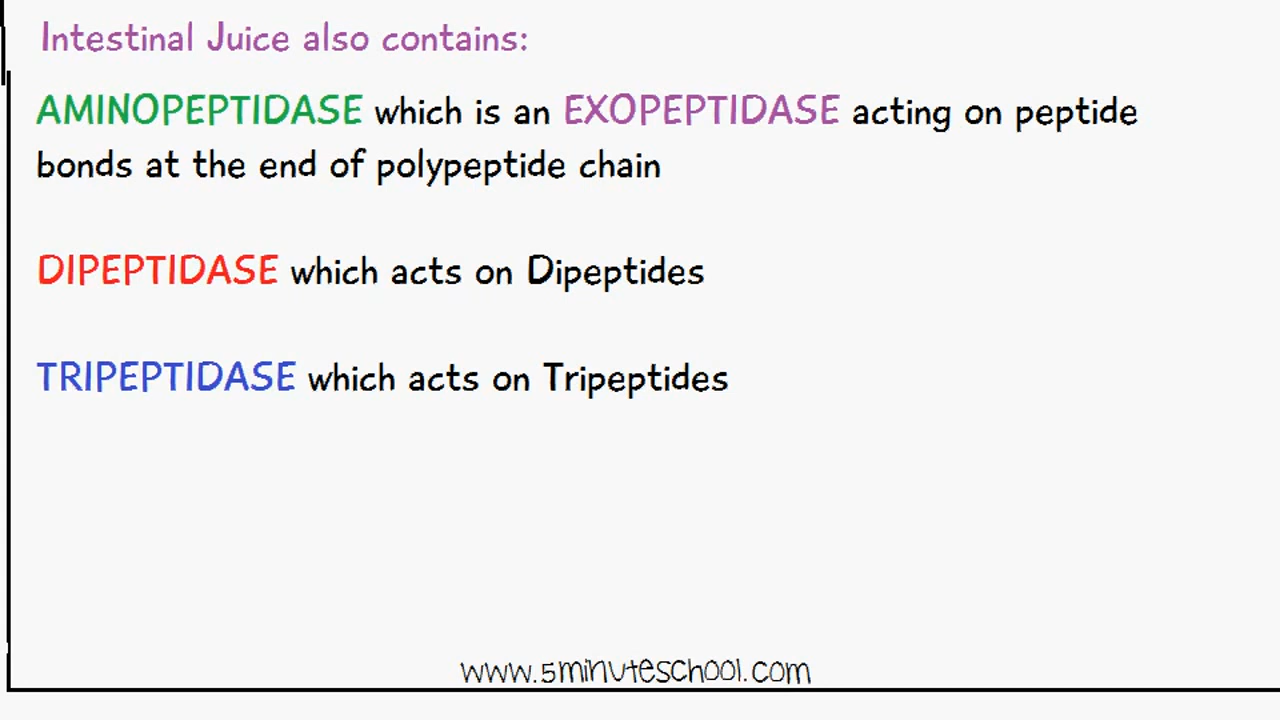 Intestinal Juice also contains:
AMINOPEPTIDASE which is an EXOPEPTIDASE acting on peptide
bonds at the end of polypeptide chain
DIPEPTIDASE which acts on Dipeptides
TRIPEPTIDASE which acts on Tripeptides
www.5minuteschool.com